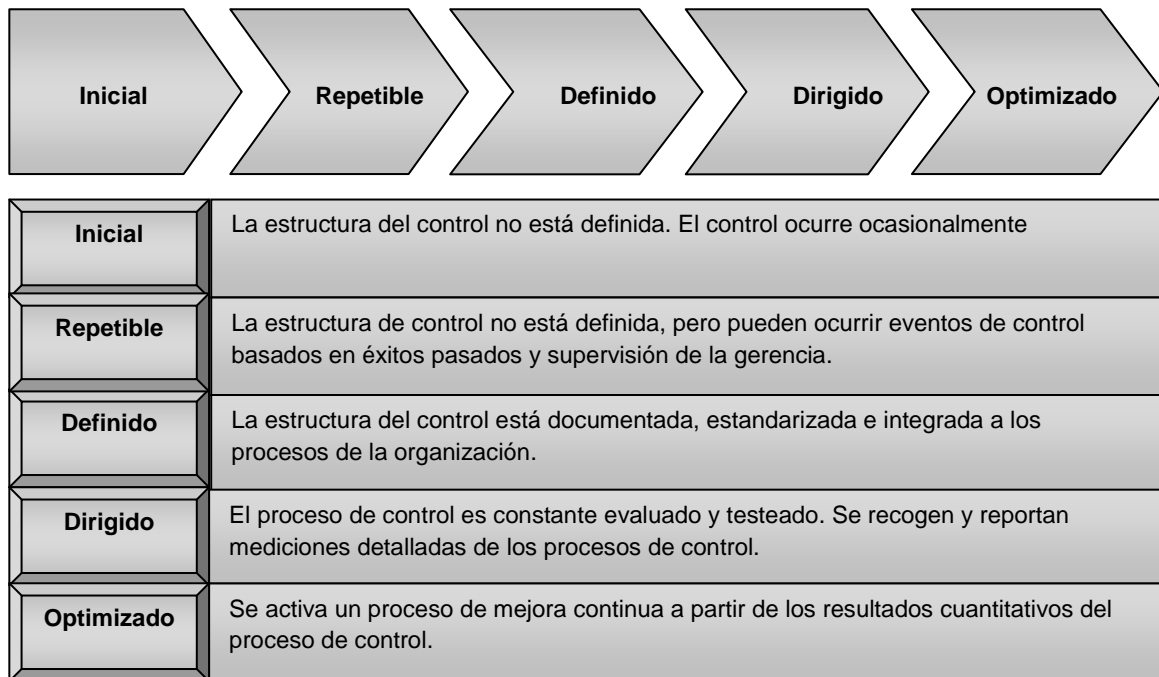 Inicial
Repetible
Definido
Dirigido
Optimizado
Inicial
La estructura del control no está definida. El control ocurre ocasionalmente
Repetible
La estructura de control no está definida, pero pueden ocurrir eventos de control
basados en éxitos pasados y supervisión de la gerencia.
Definido
La estructura del control está documentada, estandarizada e integrada a los
procesos de la organización.
Dirigido
El proceso de control es constante evaluado y testeado. Se recogen y reportan
mediciones detalladas de los procesos de control.
Optimizado
Se activa un proceso de mejora continua a partir de los resultados cuantitativos del
proceso de control.